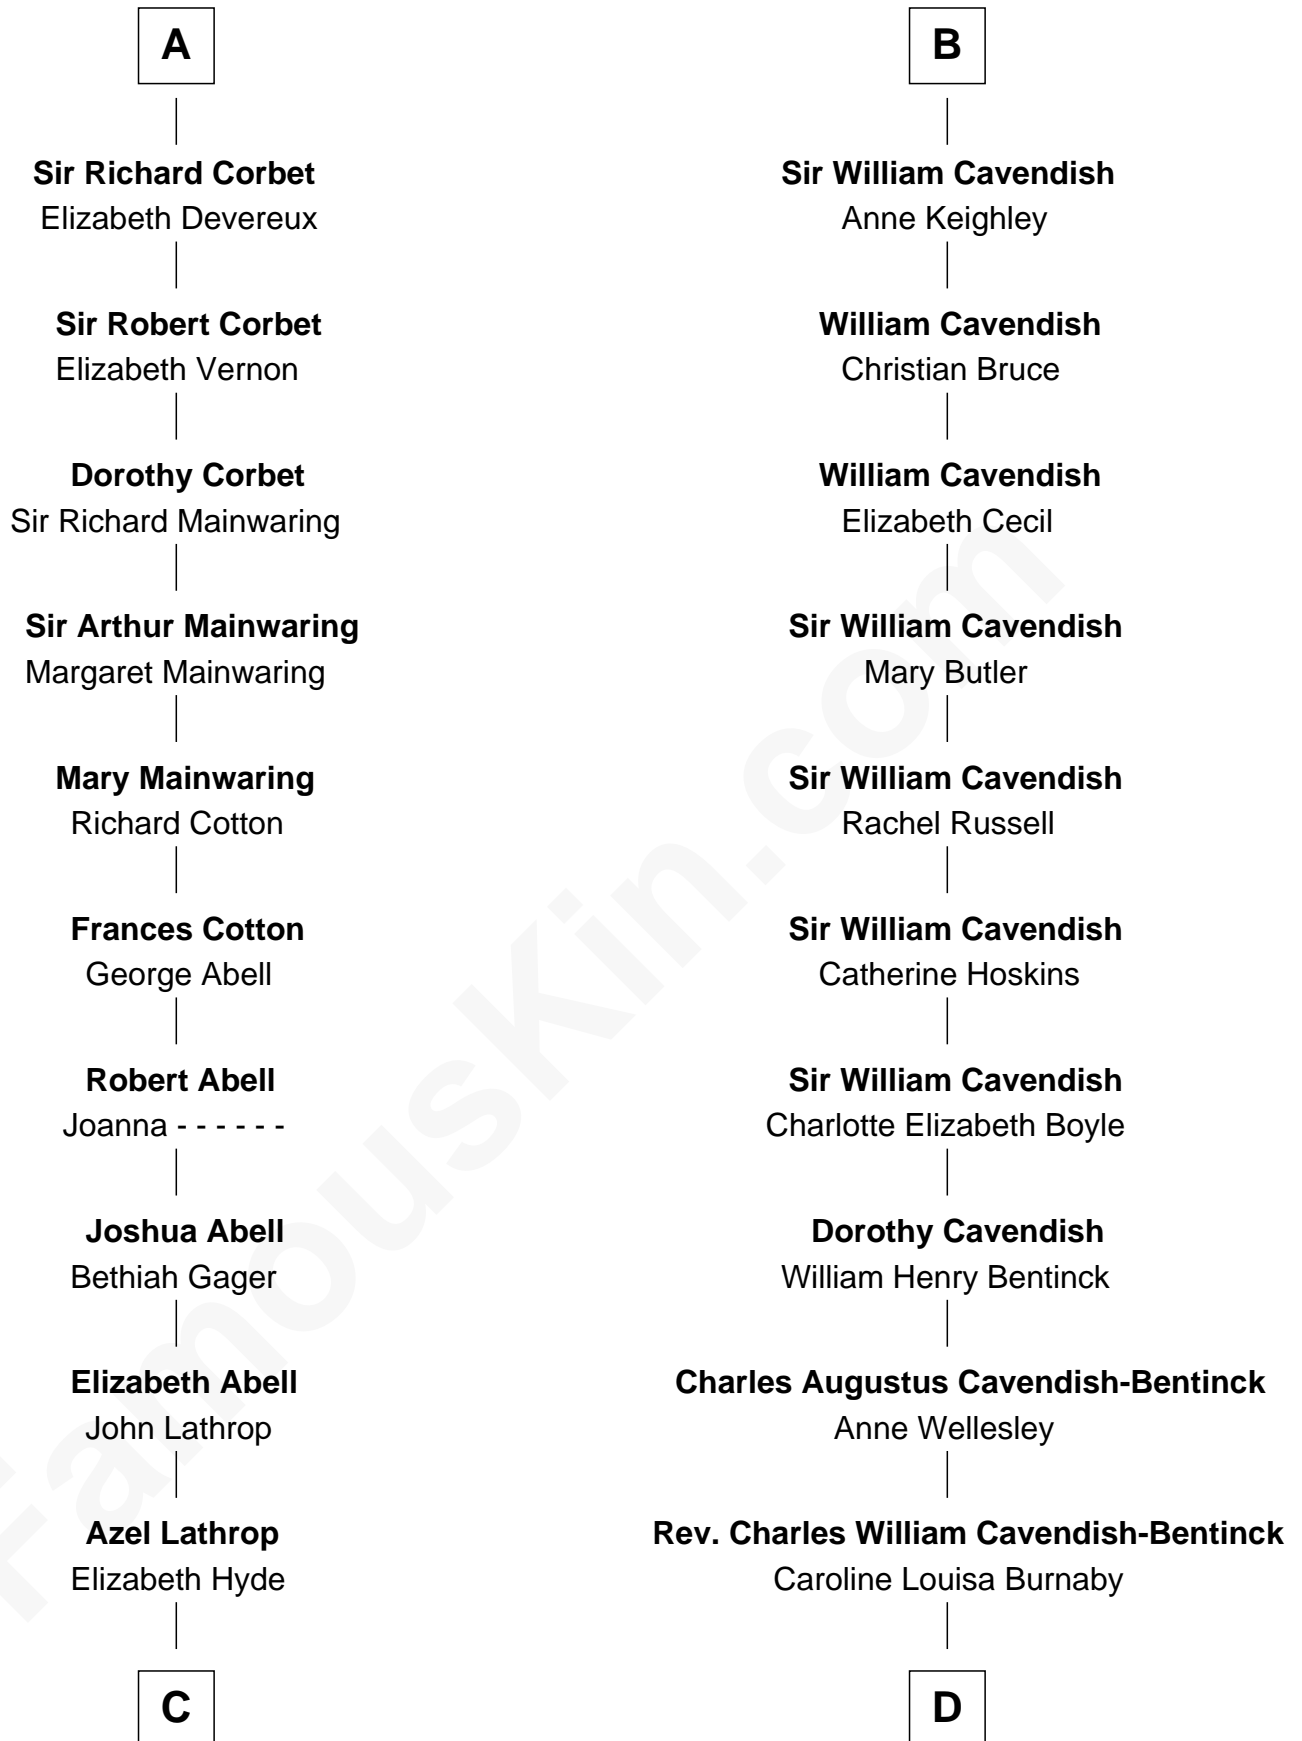 A
Sir Richard Corbet
Elizabeth Devereux
Sir Robert Corbet
Elizabeth Vernon
Dorothy Corbet
Sir Richard Mainwaring
Sir Arthur Mainwaring
Margaret Mainwaring
Mary Mainwaring
Richard Cotton
Frances Cotton
George Abell
Robert Abell
Joanna - - - - - -
Joshua Abell
Bethiah Gager
Elizabeth Abell
John Lathrop
Azel Lathrop
Elizabeth Hyde
C
B
Sir William Cavendish
Anne Keighley
William Cavendish
Christian Bruce
William Cavendish
Elizabeth Cecil
Sir William Cavendish
Mary Butler
Sir William Cavendish
Rachel Russell
Sir William Cavendish
Catherine Hoskins
Sir William Cavendish
Charlotte Elizabeth Boyle
Dorothy Cavendish
William Henry Bentinck
Charles Augustus Cavendish-Bentinck
Anne Wellesley
Rev. Charles William Cavendish-Bentinck
Caroline Louisa Burnaby
D
FamousKin.com